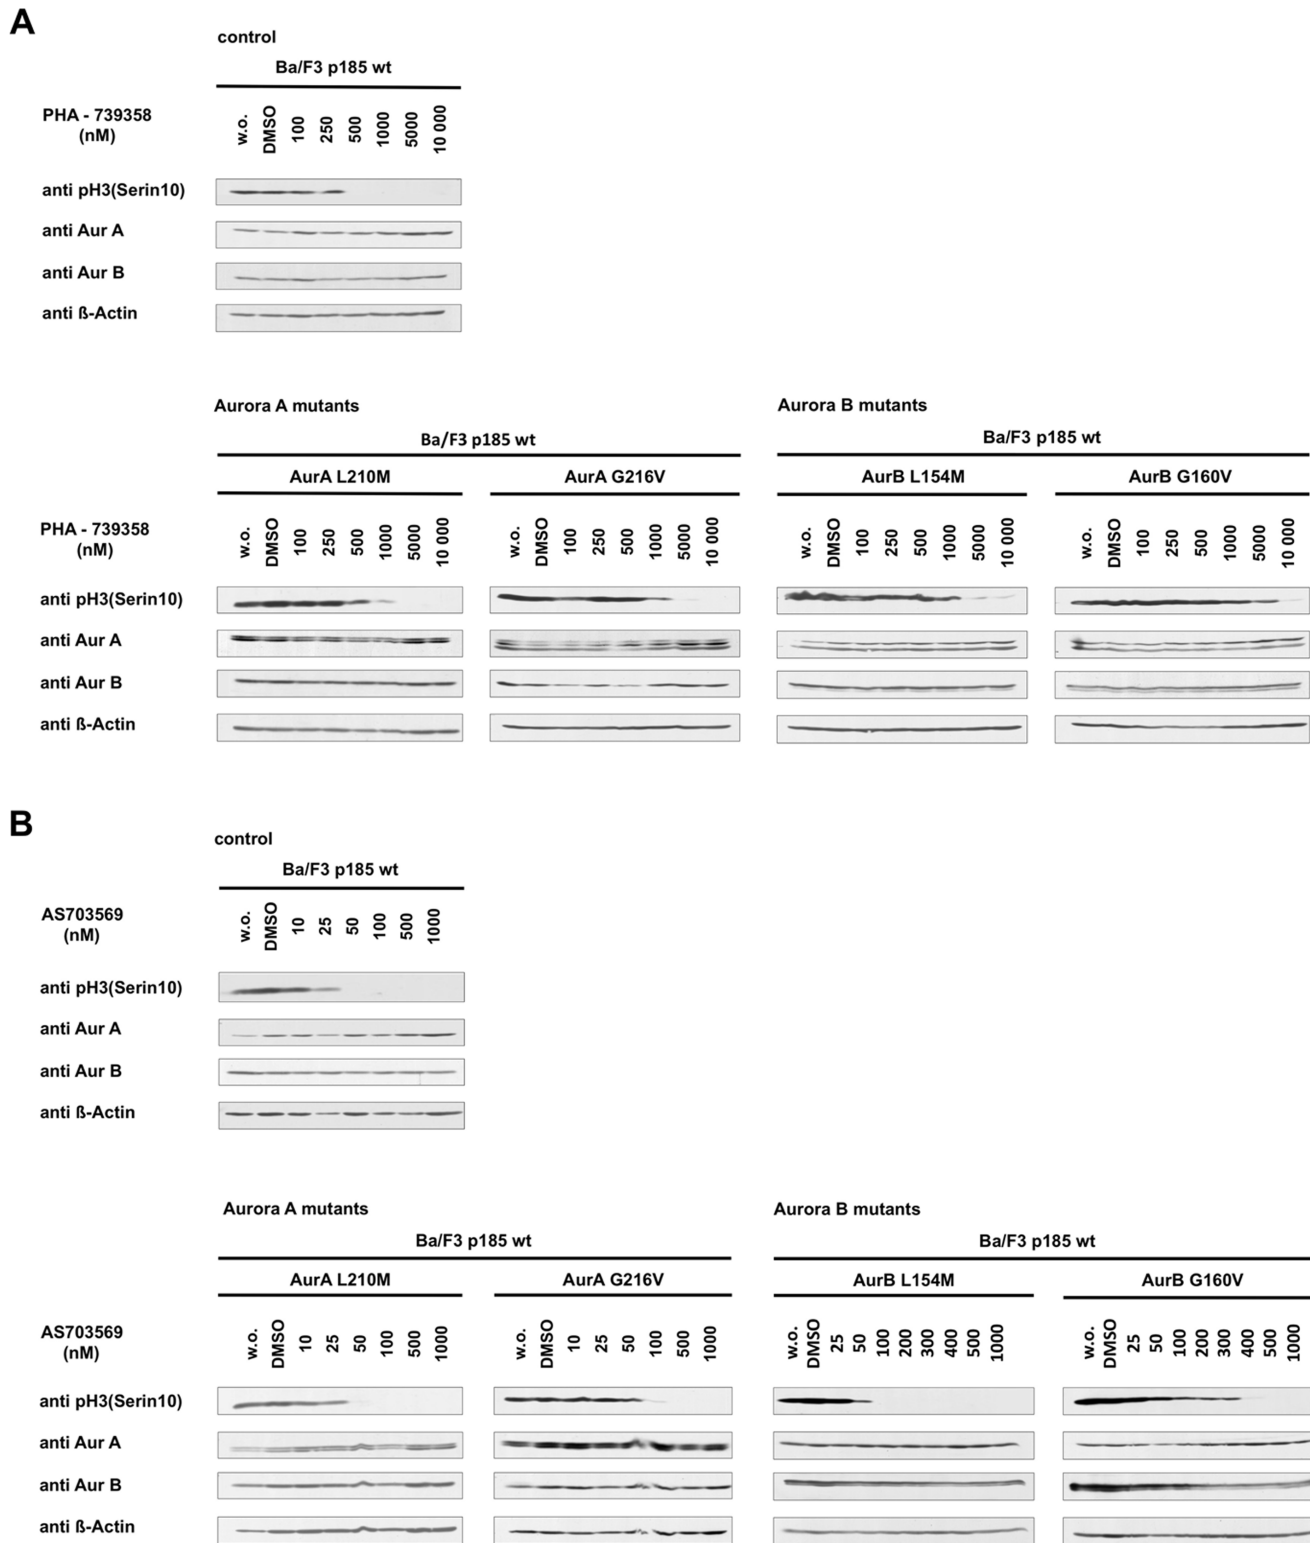 A
control
Ba/F3 p185 wt
PHA - 739358
(nM)
w.o. DMSO 100 250 500 1000 5000 10 000
anti pH3(Serin10)
anti Aur A
anti Aur B
anti ß-Actin
Aurora A mutants Aurora B mutants
Ba/F3 p185 wt Ba/F3 p185 wt
AurA L210M AurA G216V AurB L154M AurB G160V
PHA - 739358
(nM)
w.o. DMSO 100 250 500 1000 5000 10 000 w.o. DMSO 100 250 500 1000 5000 10 000 w.o. DMSO 100 250 500 1000 5000 10 000 w.o. DMSO 100 250 500 1000 5000 10 000
anti pH3(Serin10)
anti Aur A
anti Aur B
anti ß-Actin
B
control
Ba/F3 p185 wt
AS703569
(nM)
w.o. DMSO 10 25 50 100 500 1000
anti pH3(Serin10)
anti Aur A
anti Aur B
anti ß-Actin
Aurora A mutants Aurora B mutants
Ba/F3 p185 wt Ba/F3 p185 wt
AurA L210M AurA G216V AurB L154M AurB G160V
AS703569
(nM)
w.o. DMSO 10 25 50 100 500 1000 w.o. DMSO 10 25 50 100 500 1000 w.o. DMSO 25 50 100 200 300 400 500 1000 w.o. DMSO 25 50 100 200 300 400 500 1000
anti pH3(Serin10)
anti Aur A
anti Aur B
anti ß-Actin